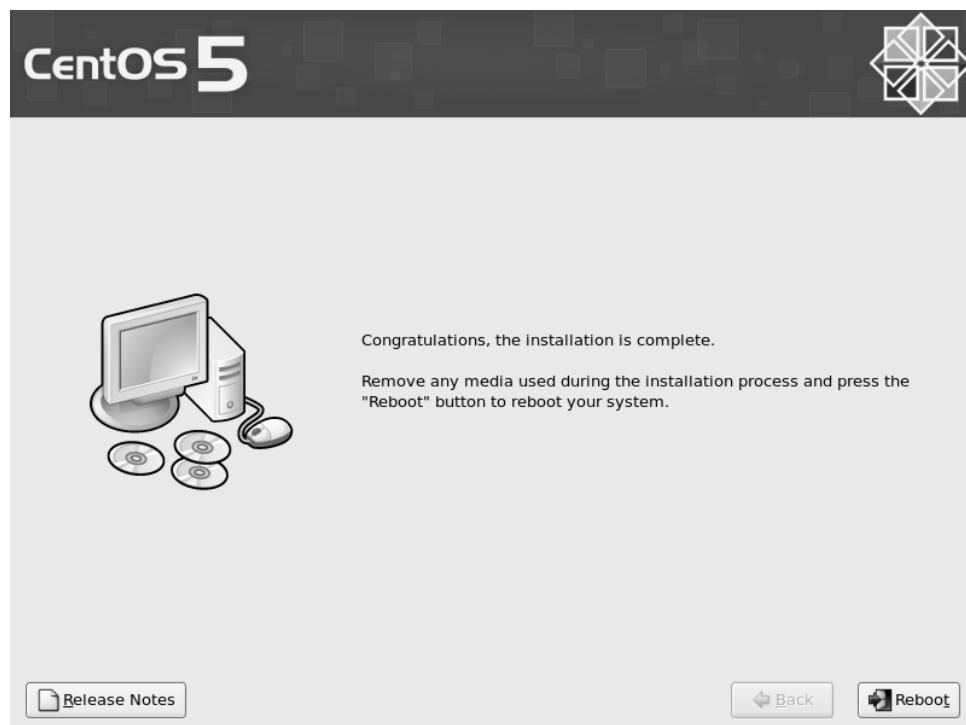 CentOS 5
Congratulations, the installation is complete.
Remove any media used during the installation process and press the
"Reboot" button to reboot your system.
Release Notes
Back
Reboot